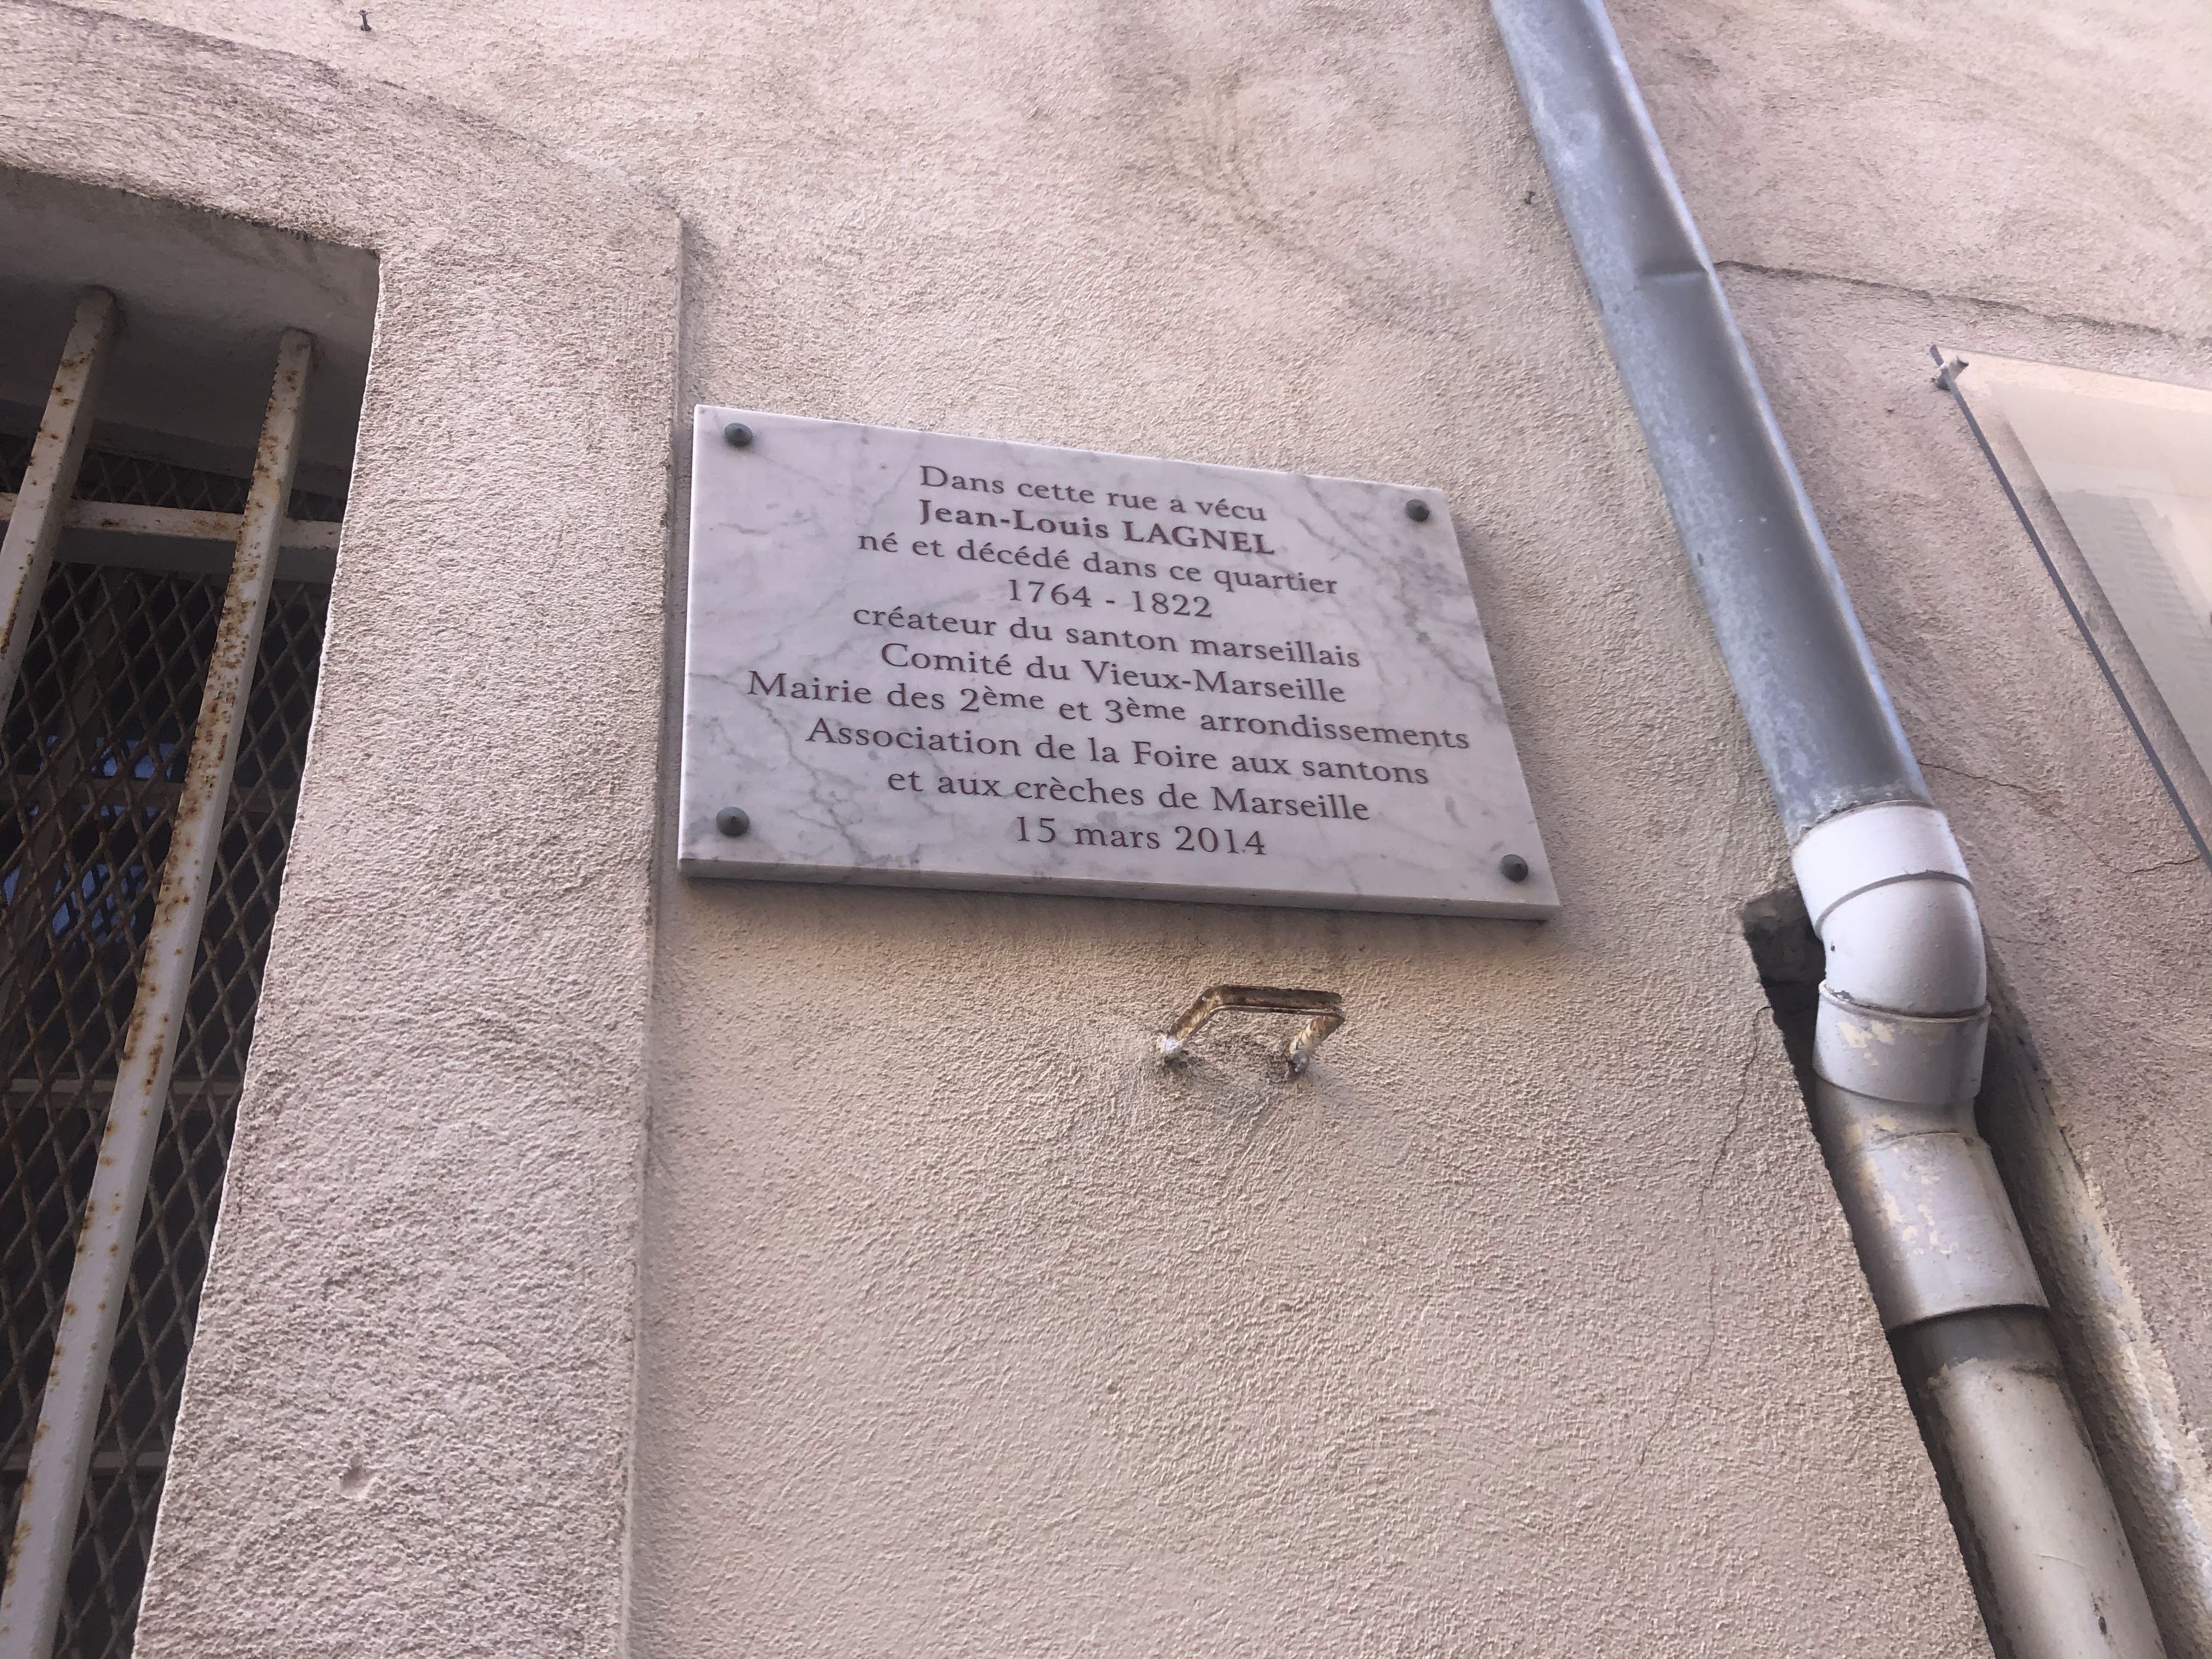 Dans cette rue a vécu
Jean-Louis LAGNEL
né et décédé dans ce quartier
1764 - 1822
créateur du santon marseillais
Comité du Vieux-Marseille
Mairie des 2ème et 3ème arrondissements
Association de la Foire aux santons
et aux crèches de Marseille
15 mars 2014